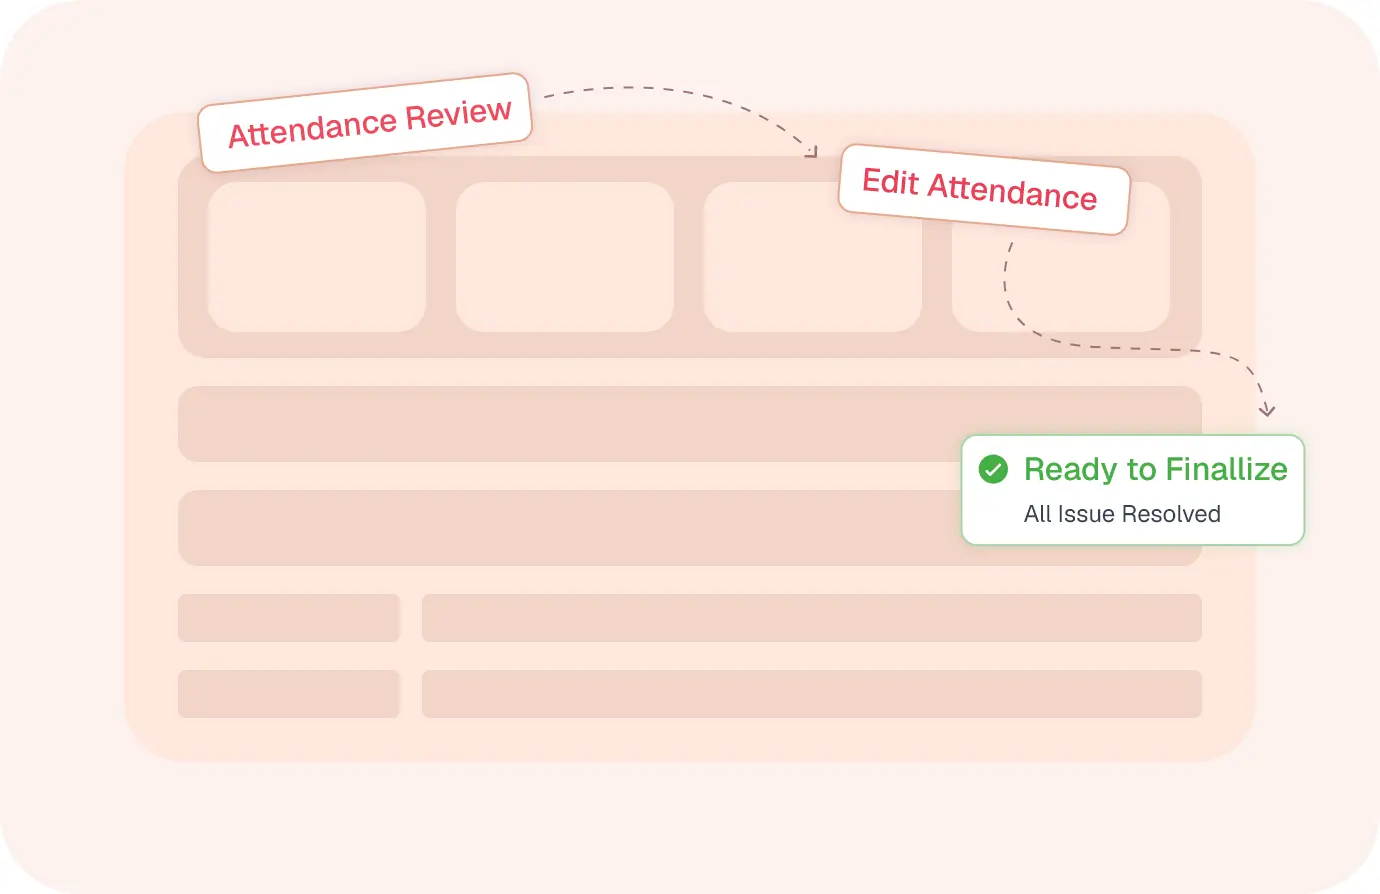 Attendance Review
Edit Attendance
Ready to Finallize
All Issue Resolved